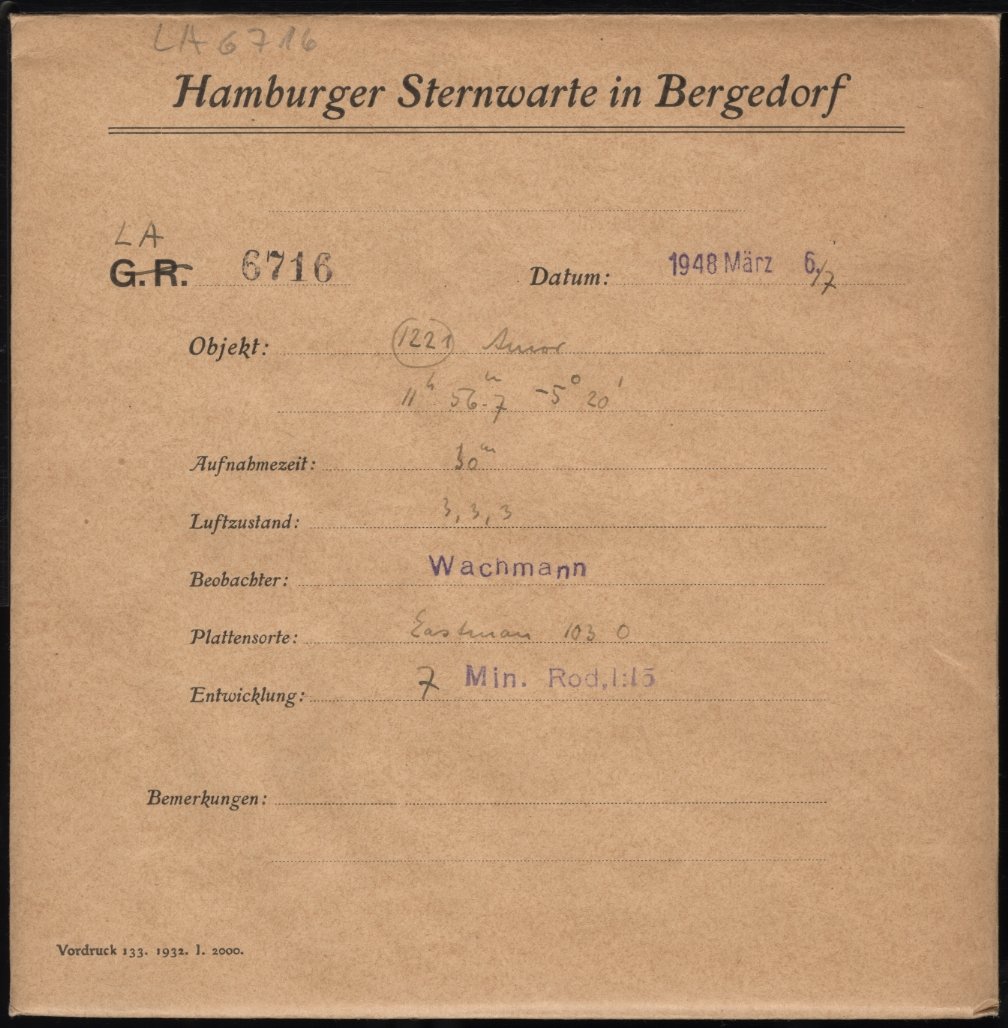 LA 6716
Hamburger Sternwarte in Bergedorf
LA
G. R. 6716 Datum: 1948 März 6./7
Objekt: (1221) Amor
11h 56.7m -5° 20'
Aufnahmezeit: 30m
Luftzustand: 3, 3, 3
Beobachter: Wachmann
Plattensorte: Eastman 103 O
Entwicklung: 7 Min. Rod, 1:15
Bemerkungen:
Vordruck 133. 1932. I. 2000.